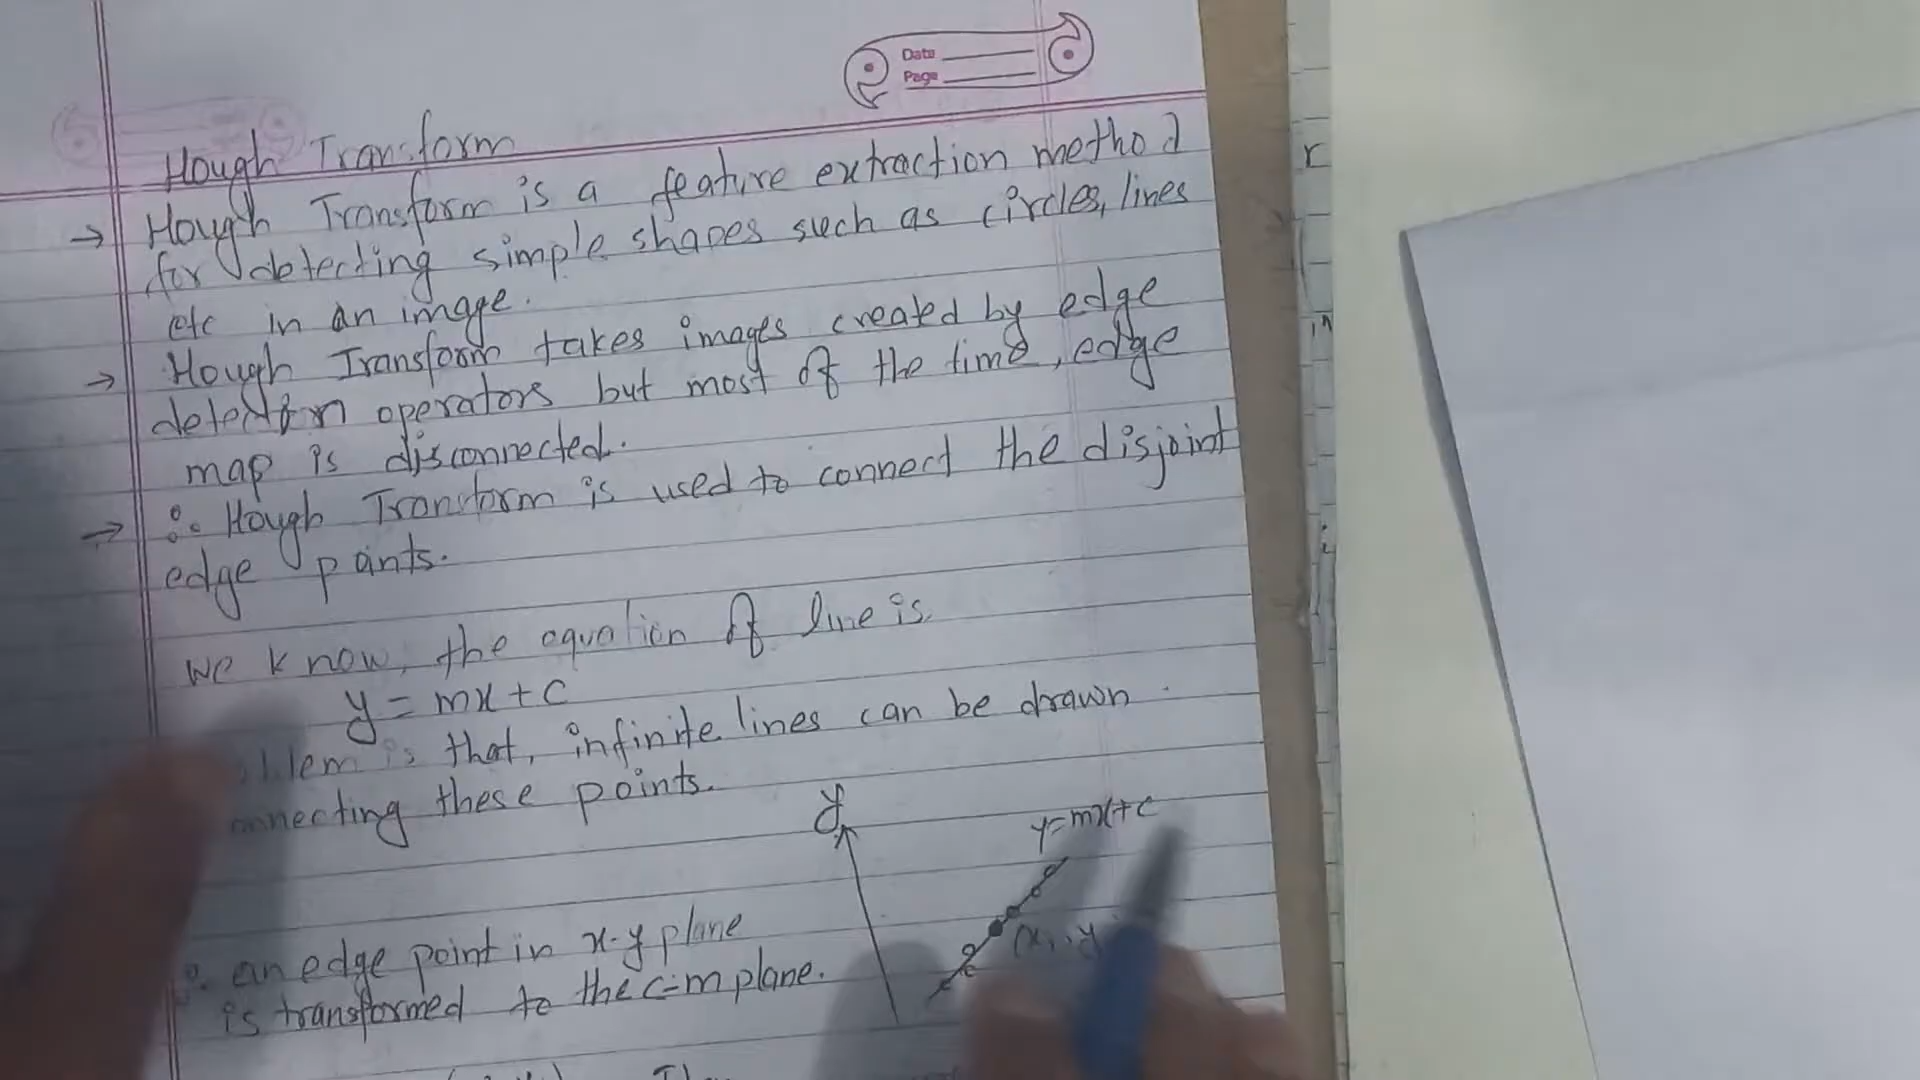 Date
Page
Hough Transform
→ Hough Transform is a feature extraction method
for detecting simple shapes such as circles, lines
etc in an image.
→ Hough Transform takes images created by edge
detection operators but most of the time, edge
map is disconnected.
→ ∴ Hough Transform is used to connect the disjoint
edge points.
we know, the equation of line is
y = mx + c
is that, infinite lines can be drawn
these points.
y
y=mx+c
∴ an edge point in x-y plane
is transformed to the c-m plane.